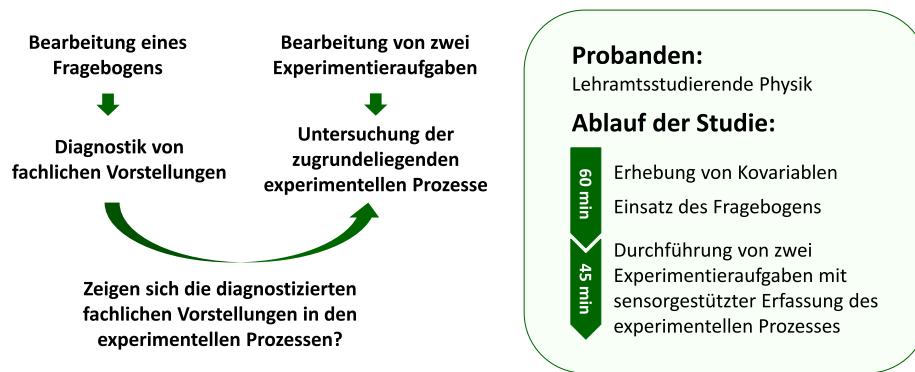 Bearbeitung eines
Fragebogens
Bearbeitung von zwei
Experimentieraufgaben
Diagnostik von
fachlichen Vorstellungen
Untersuchung der
zugrundeliegenden
experimentellen Prozesse
Zeigen sich die diagnostizierten
fachlichen Vorstellungen in den
experimentellen Prozessen?
Probanden:
Lehramtsstudierende Physik
Ablauf der Studie:
60 min
Erhebung von Kovariablen
Einsatz des Fragebogens
45 min
Durchführung von zwei
Experimentieraufgaben mit
sensorgestützter Erfassung des
experimentellen Prozesses